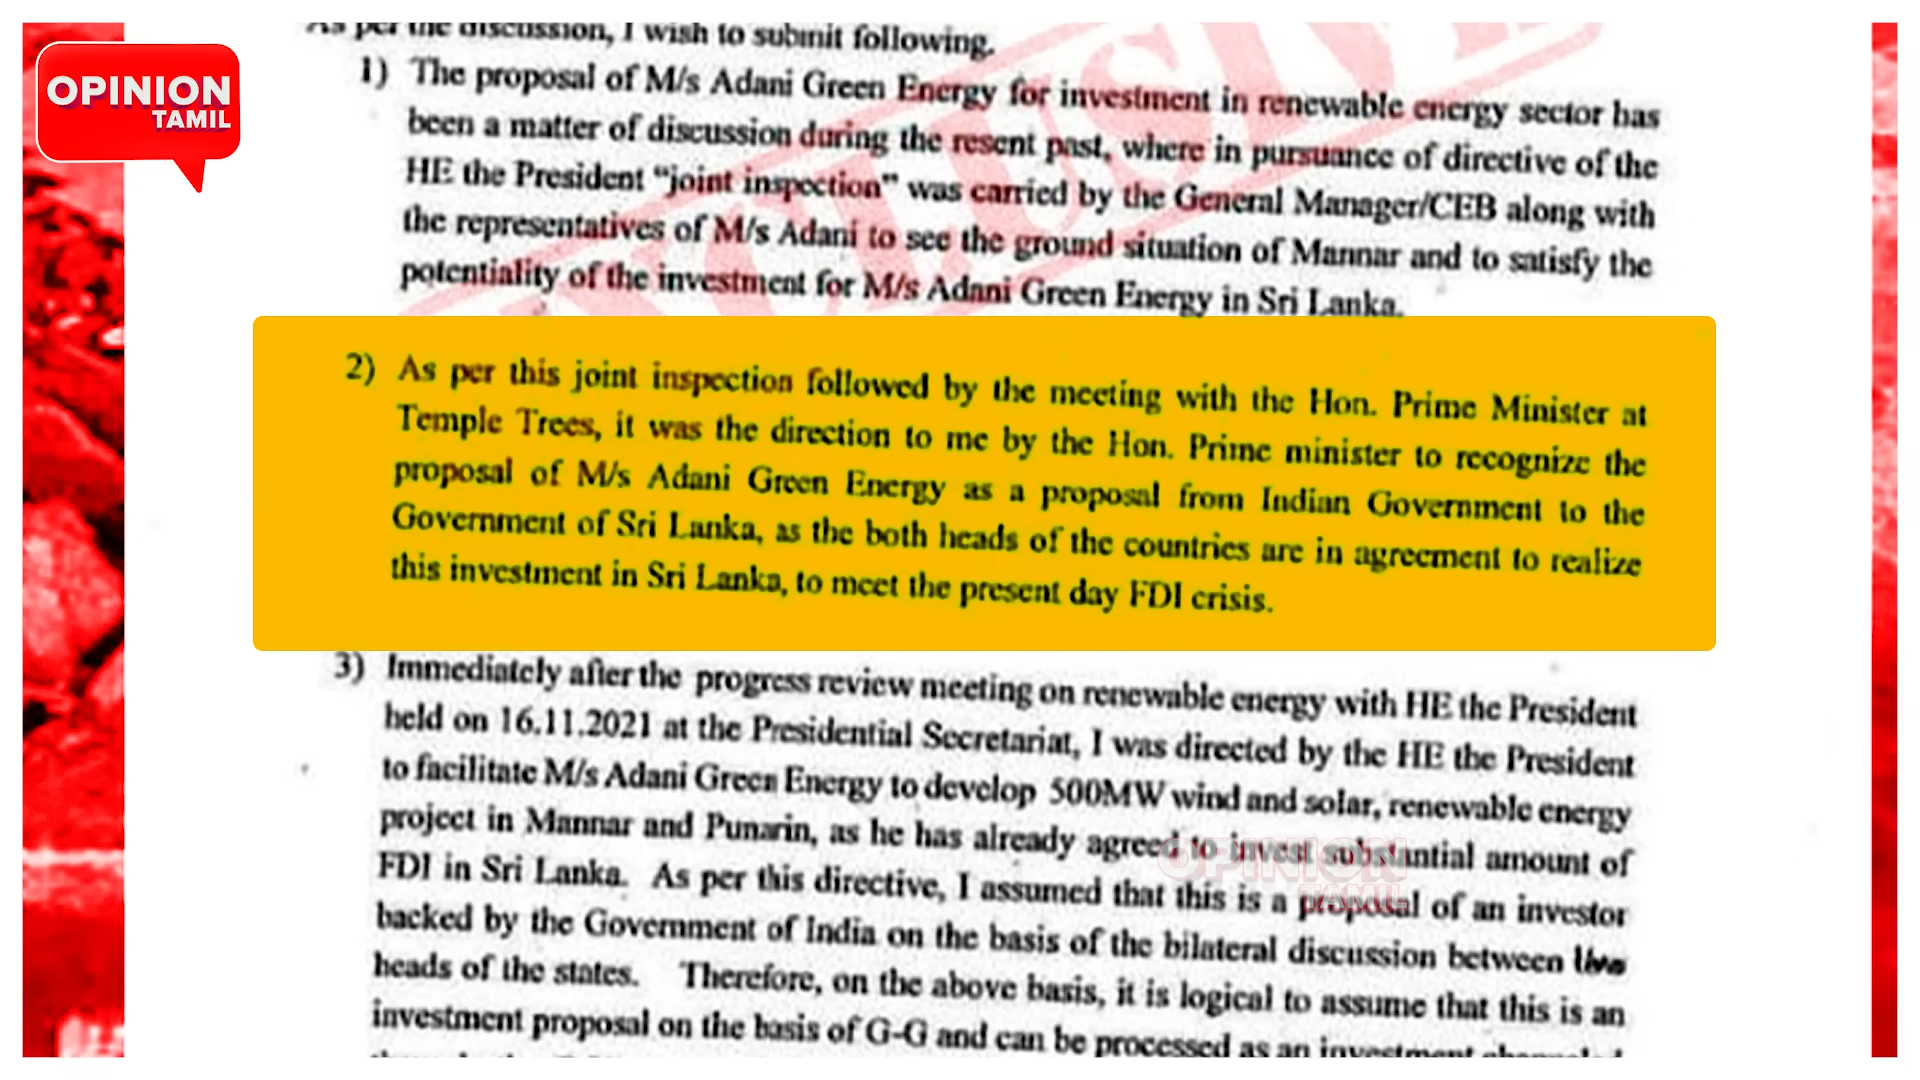 OPINION
TAMIL
As per the discussion, I wish to submit following.
1) The proposal of M/s Adani Green Energy for investment in renewable energy sector has
been a matter of discussion during the resent past, where in pursuance of directive of the
HE the President “joint inspection” was carried by the General Manager/CEB along with
the representatives of M/s Adani to see the ground situation of Mannar and to satisfy the
potentiality of the investment for M/s Adani Green Energy in Sri Lanka.
2) As per this joint inspection followed by the meeting with the Hon. Prime Minister at
Temple Trees, it was the direction to me by the Hon. Prime minister to recognize the
proposal of M/s Adani Green Energy as a proposal from Indian Government to the
Government of Sri Lanka, as the both heads of the countries are in agreement to realize
this investment in Sri Lanka, to meet the present day FDI crisis.
3) Immediately after the progress review meeting on renewable energy with HE the President
held on 16.11.2021 at the Presidential Secretariat, I was directed by the HE the President
to facilitate M/s Adani Green Energy to develop 500MW wind and solar, renewable energy
project in Mannar and Punarin, as he has already agreed to invest substantial amount of
FDI in Sri Lanka. As per this directive, I assumed that this is a proposal of an investor
backed by the Government of India on the basis of the bilateral discussion between
heads of the states. Therefore, on the above basis, it is logical to assume that this is an
investment proposal on the basis of G-G and can be processed as an investment channeled
OPINION
TAMIL